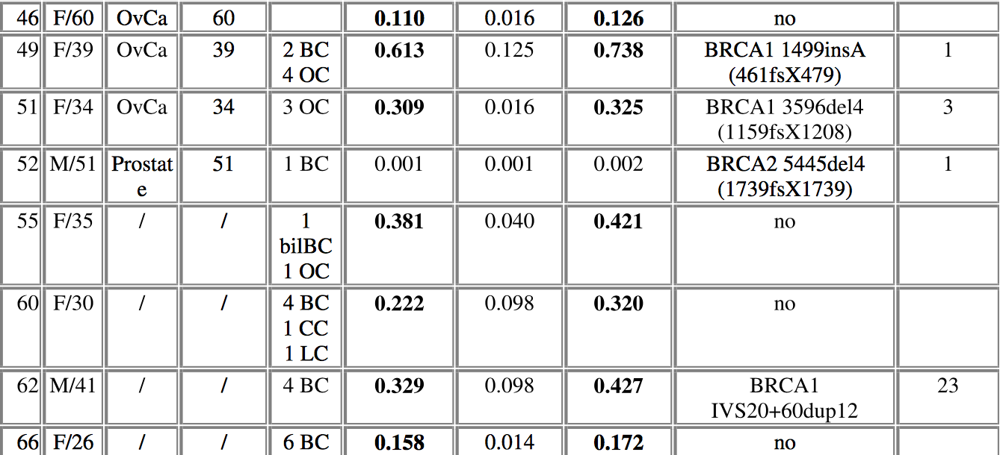 46 F/60 OvCa 60 0.110 0.016 0.126 no
49 F/39 OvCa 39 2 BC 0.613 0.125 0.738 BRCA1 1499insA 1
4 OC (461fsX479)
51 F/34 OvCa 34 3 OC 0.309 0.016 0.325 BRCA1 3596del4 3
(1159fsX1208)
52 M/51 Prostat 51 1 BC 0.001 0.001 0.002 BRCA2 5445del4 1
e (1739fsX1739)
55 F/35 / / 1 0.381 0.040 0.421 no
bilBC
1 OC
60 F/30 / / 4 BC 0.222 0.098 0.320 no
1 CC
1 LC
62 M/41 / / 4 BC 0.329 0.098 0.427 BRCA1 23
IVS20+60dup12
66 F/26 / / 6 BC 0.158 0.014 0.172 no